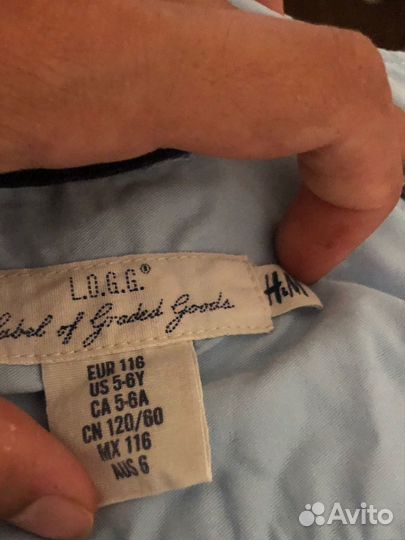 L.O.G.G.®
Label of Graded Goods
H&M
EUR 116
US 5-6Y
CA 5-6A
CN 120/60
MX 116
AUS 6
Avito